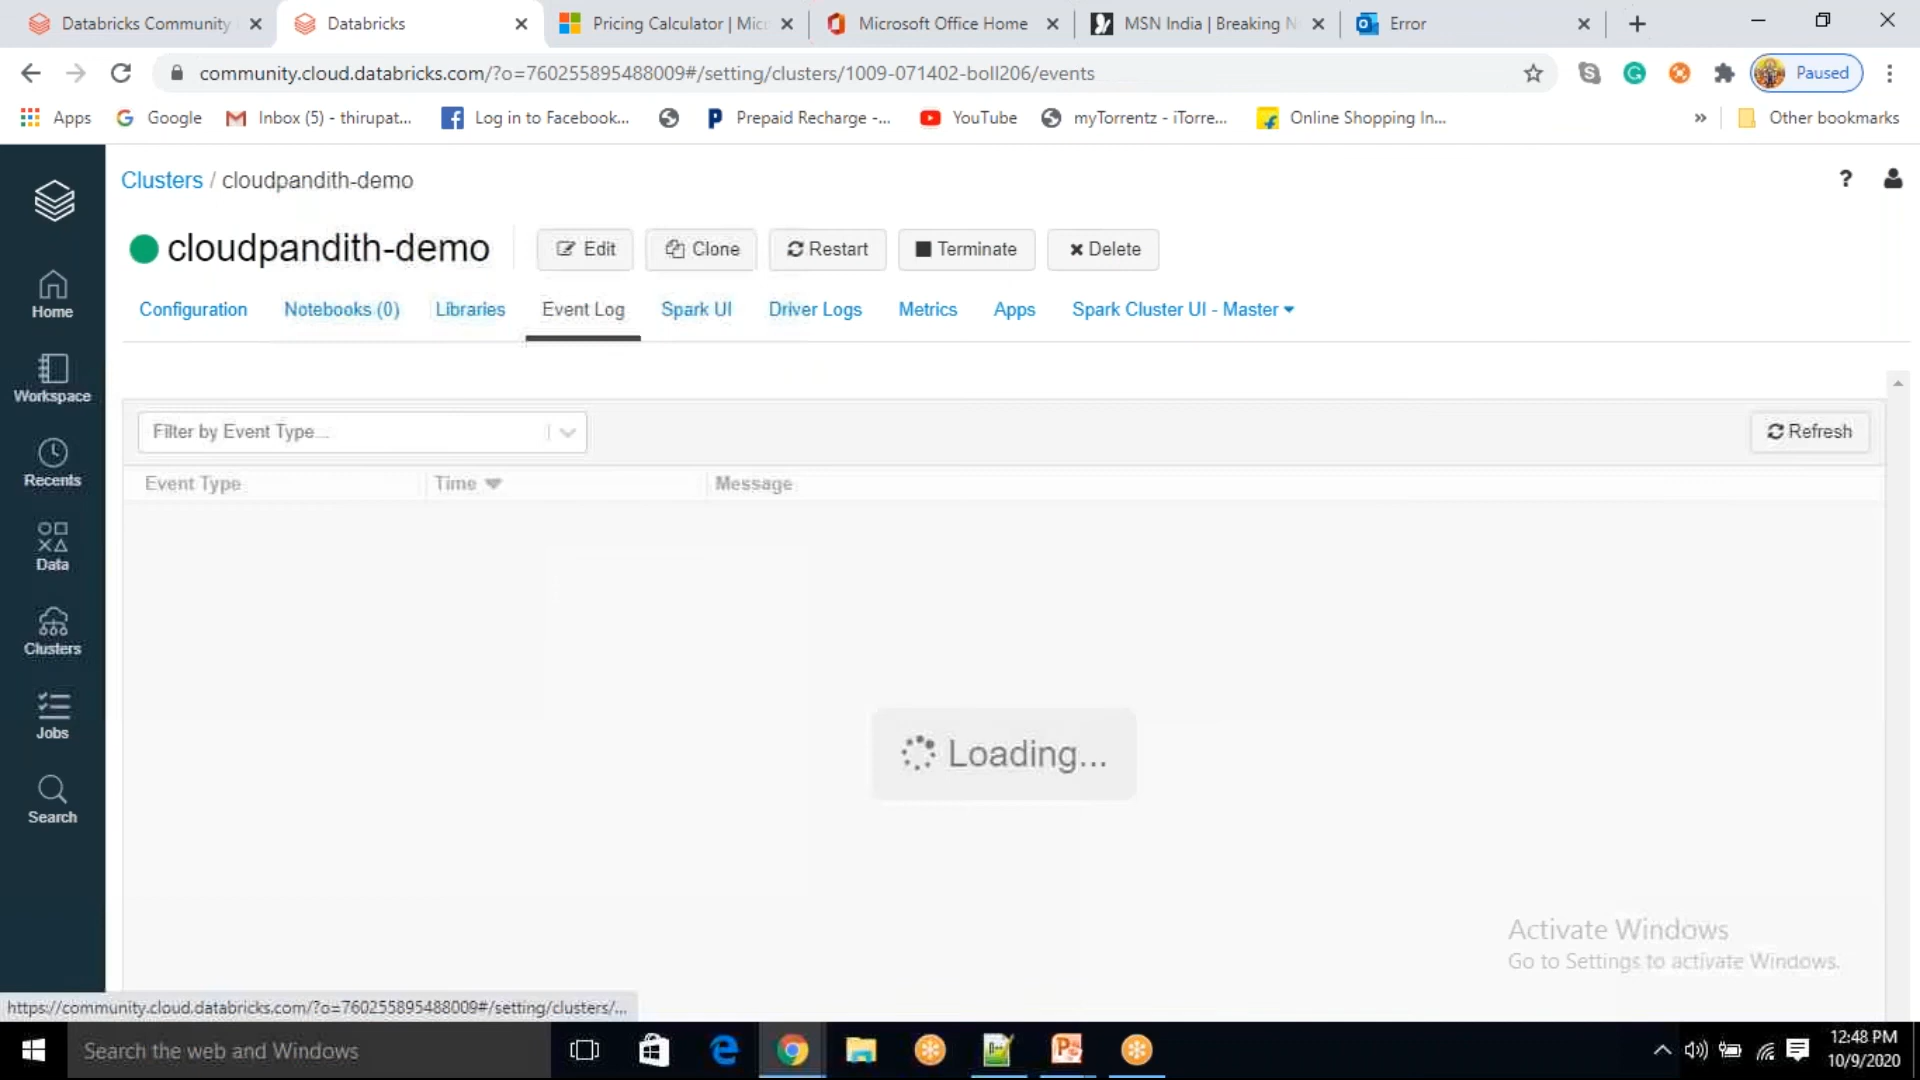 Databricks Community
Databricks
Pricing Calculator | Mic
Microsoft Office Home
MSN India | Breaking N
Error
community.cloud.databricks.com/?o=760255895488009#/setting/clusters/1009-071402-boll206/events
Paused
Apps
Google
Inbox (5) - thirupat...
Log in to Facebook...
Prepaid Recharge -...
YouTube
myTorrentz - iTorre...
Online Shopping In...
»
Other bookmarks
Clusters / cloudpandith-demo
?
cloudpandith-demo
Edit
Clone
Restart
Terminate
Delete
Configuration
Notebooks (0)
Libraries
Event Log
Spark UI
Driver Logs
Metrics
Apps
Spark Cluster UI - Master
Home
Workspace
Recents
Data
Clusters
Jobs
Search
Filter by Event Type...
Refresh
Event Type
Time
Message
Loading...
Activate Windows
Go to Settings to activate Windows.
https://community.cloud.databricks.com/?o=760255895488009#/setting/clusters/...
Search the web and Windows
12:48 PM
10/9/2020